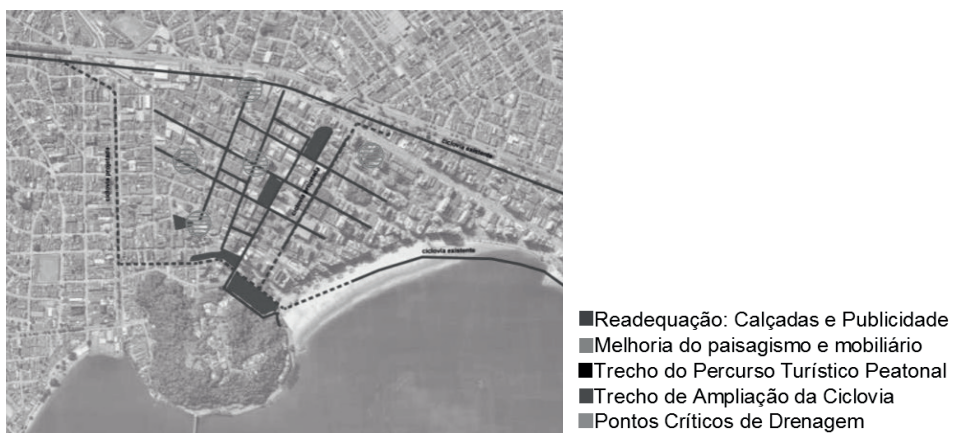 ciclovia existente
ciclovia existente
Readequação: Calçadas e Publicidade
Melhoria do paisagismo e mobiliário
Trecho do Percurso Turístico Peatonal
Trecho de Ampliação da Ciclovia
Pontos Críticos de Drenagem